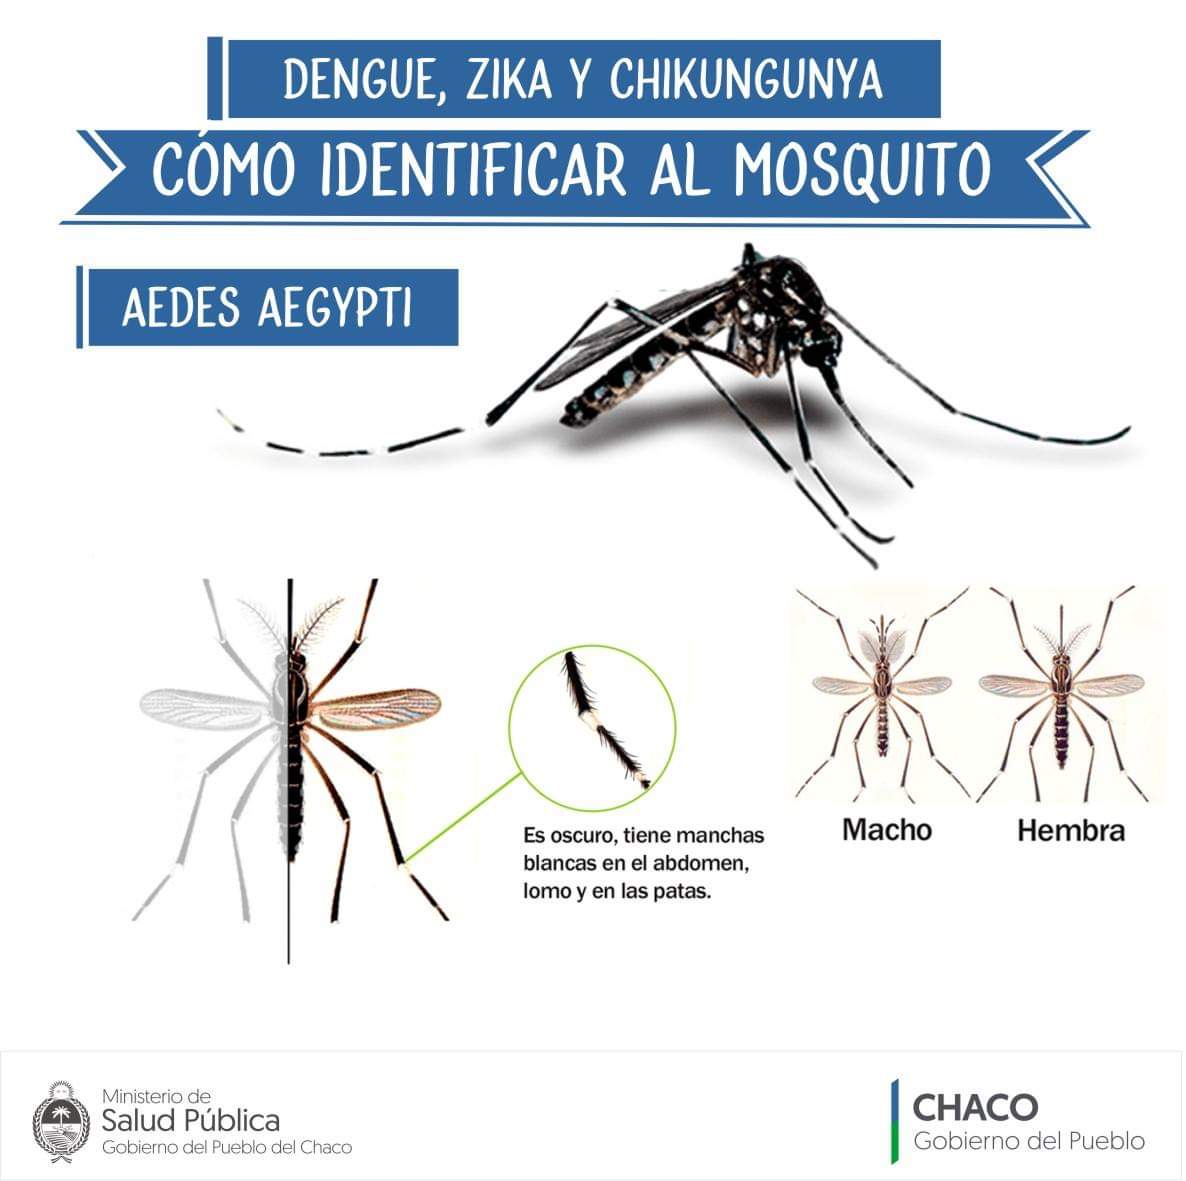 DENGUE, ZIKA Y CHIKUNGUNYA
CÓMO IDENTIFICAR AL MOSQUITO
AEDES AEGYPTI
Es oscuro, tiene manchas
blancas en el abdomen,
lomo y en las patas.
Macho
Hembra
Ministerio de
Salud Pública
Gobierno del Pueblo del Chaco
CHACO
Gobierno del Pueblo